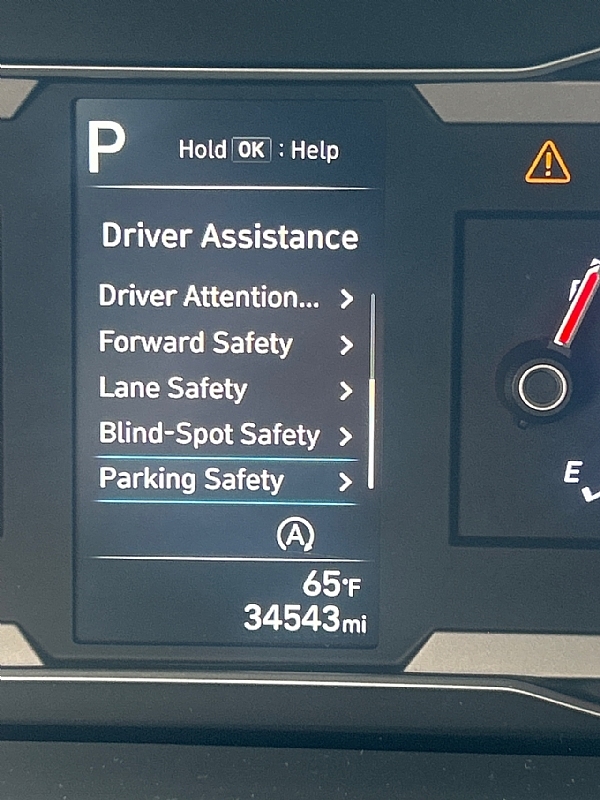 P
Hold OK : Help
Driver Assistance
Driver Attention...
Forward Safety
Lane Safety
Blind-Spot Safety
Parking Safety
A
65°F
34543mi
E